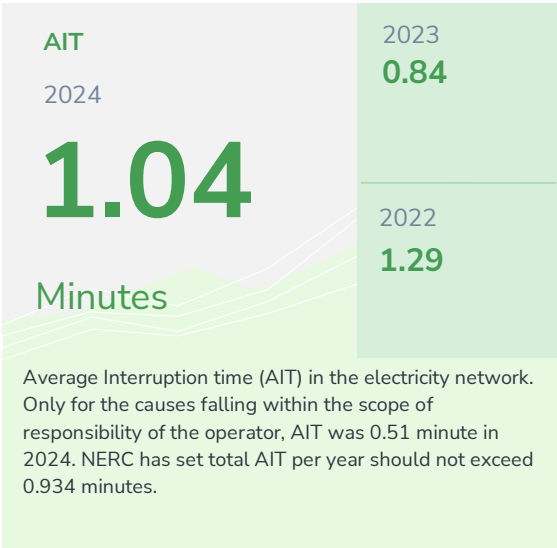 AIT
2024
1.04
Minutes
2023
0.84
2022
1.29
Average Interruption time (AIT) in the electricity network.
Only for the causes falling within the scope of
responsibility of the operator, AIT was 0.51 minute in
2024. NERC has set total AIT per year should not exceed
0.934 minutes.